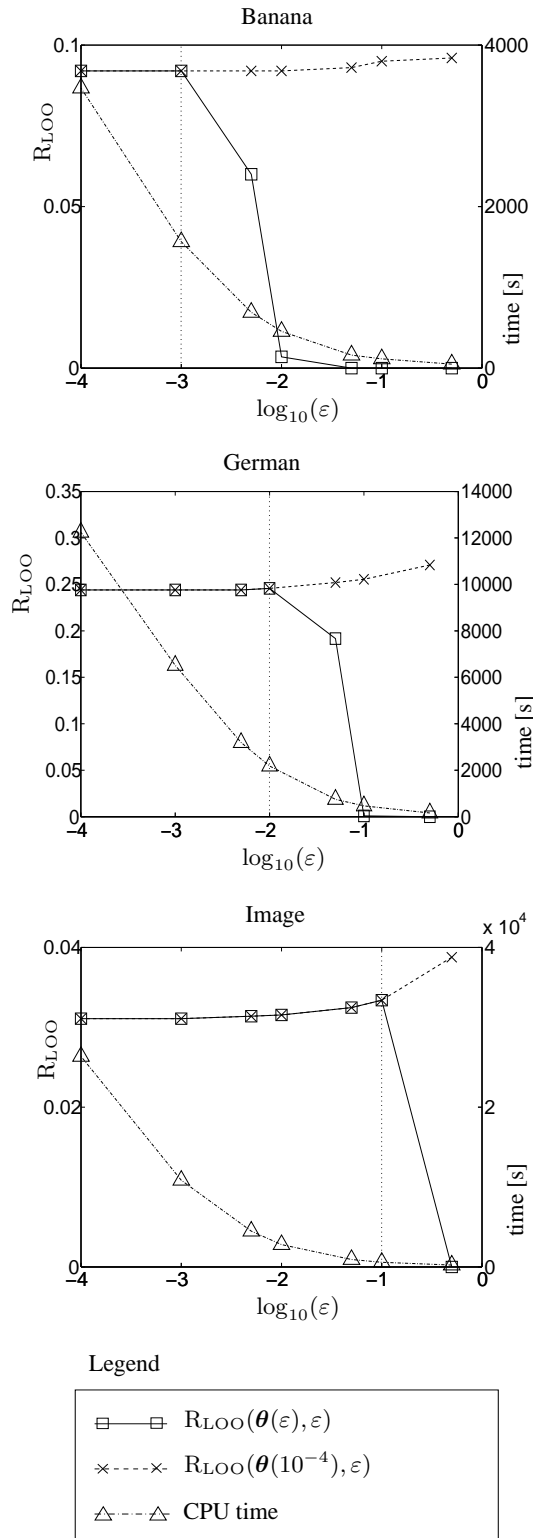 Banana
0.1
0.05
0
4000
2000
0
−4 −3 −2 −1 0
R_LOO
time [s]
log₁₀(ε)
German
0.35
0.3
0.25
0.2
0.15
0.1
0.05
0
14000
12000
10000
8000
6000
4000
2000
0
−4 −3 −2 −1 0
R_LOO
time [s]
log₁₀(ε)
Image
x 10⁴
0.04
0.02
0
4
2
0
−4 −3 −2 −1 0
R_LOO
time [s]
log₁₀(ε)
Legend
R_LOO(θ(ε), ε)
R_LOO(θ(10⁻⁴), ε)
CPU time